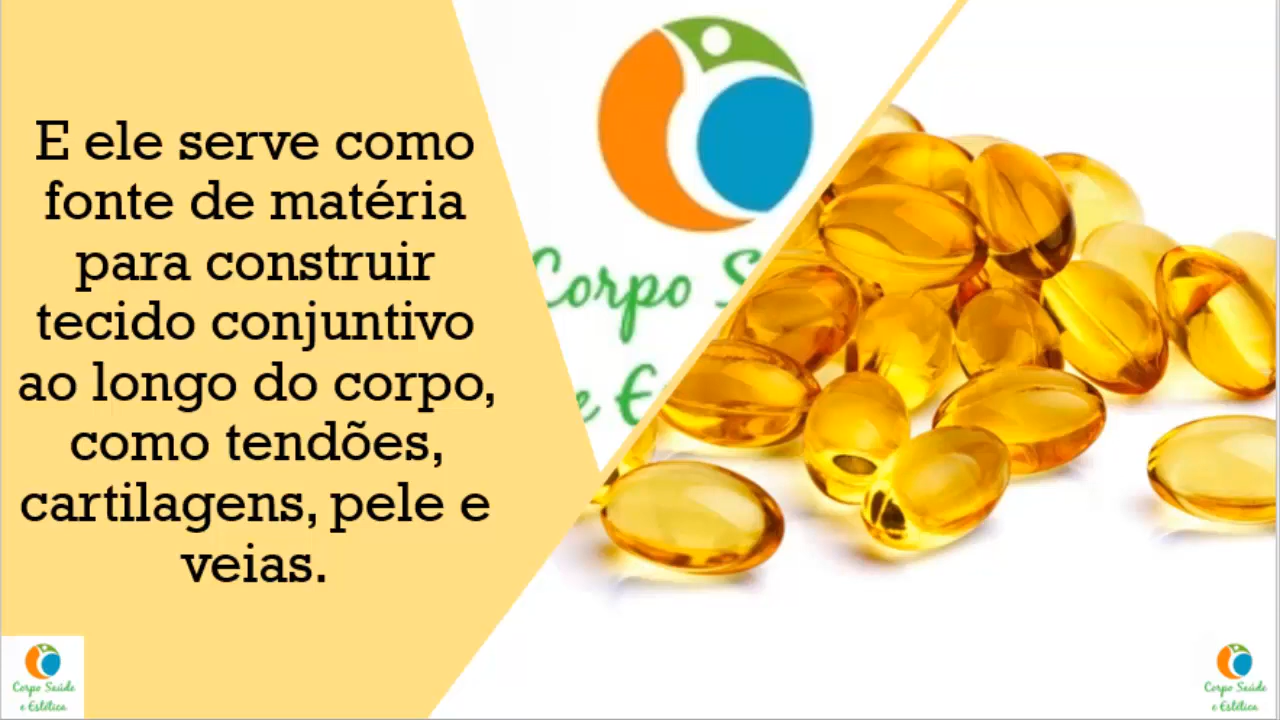 E ele serve como
fonte de matéria
para construir
tecido conjuntivo
ao longo do corpo,
como tendões,
cartilagens, pele e
veias.
Corpo S
e E
Corpo Saúde
e Estética
Corpo Saúde
e Estética